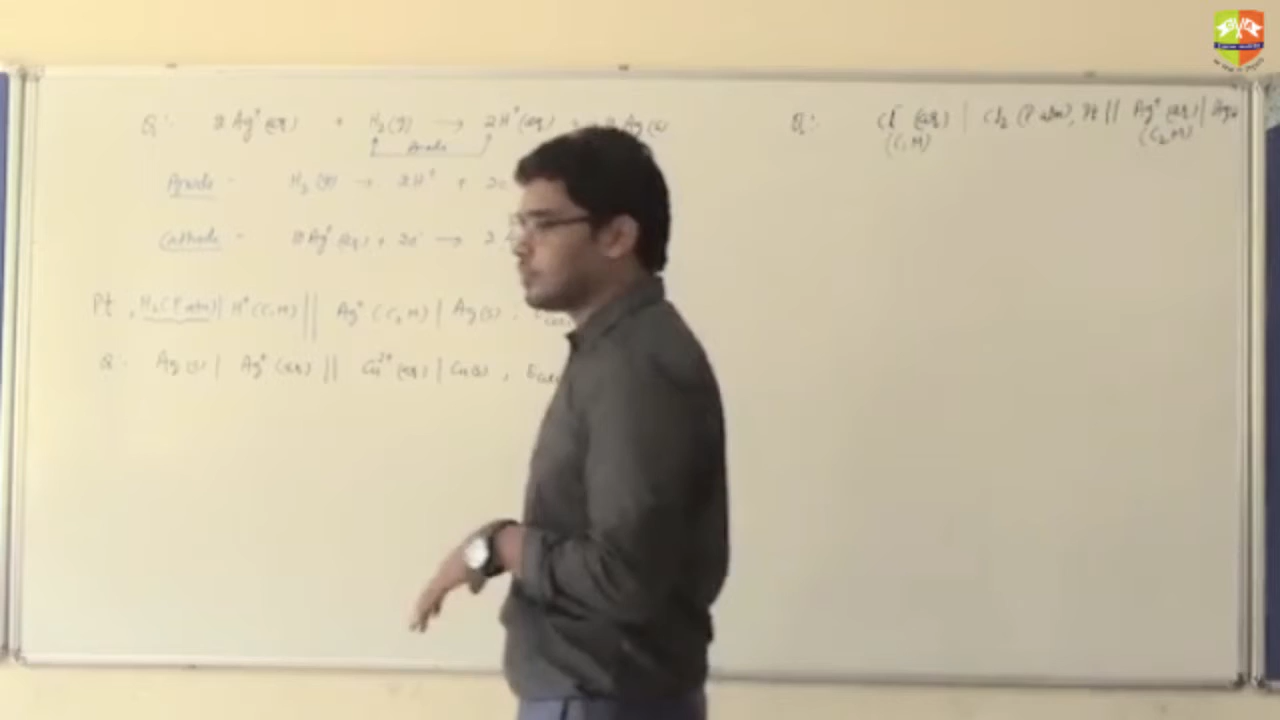 Q: 2Ag⁺(aq) + H₂(g) → 2H⁺(aq) + 2Ag(s)
Anode
Anode - H₂(g) → 2H⁺ + 2e
Cathode - 2Ag⁺(aq) + 2e⁻ → 2
Pt, H₂(P atm) | H⁺(C₁M) || Ag⁺(C₂M) | Ag(s),
Q: Ag(s) | Ag⁺(aq) || Cu²⁺(aq) | Cu(s),
Q: Cl⁻(aq) | Cl₂(P atm), Pt || Ag⁺(aq) | Ag(s)
(C₁M) (C₂M)